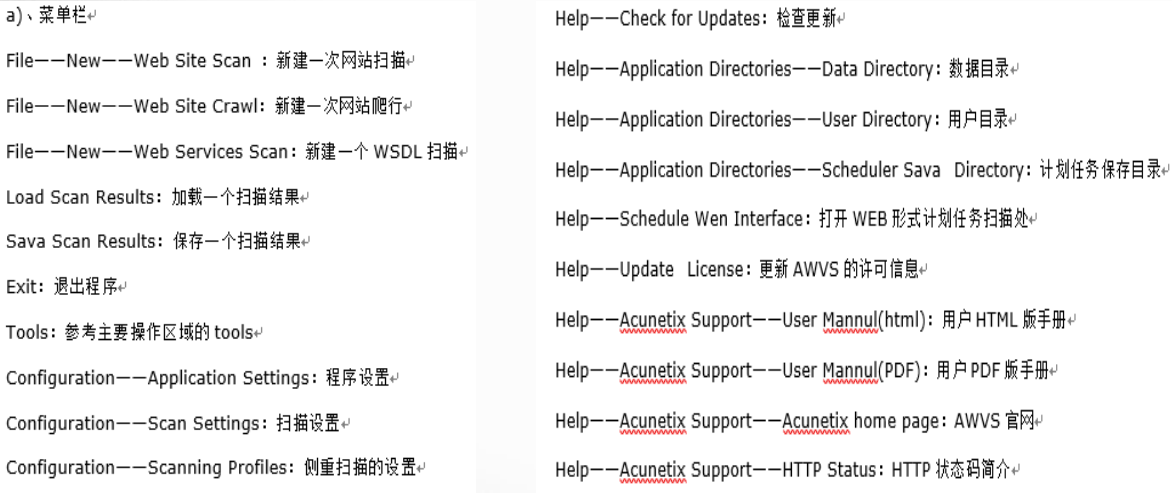 a)、菜单栏
File——New——Web Site Scan ：新建一次网站扫描
File——New——Web Site Crawl：新建一次网站爬行
File——New——Web Services Scan：新建一个 WSDL 扫描
Load Scan Results：加载一个扫描结果
Sava Scan Results：保存一个扫描结果
Exit：退出程序
Tools：参考主要操作区域的 tools
Configuration——Application Settings：程序设置
Configuration——Scan Settings：扫描设置
Configuration——Scanning Profiles：侧重扫描的设置
Help——Check for Updates：检查更新
Help——Application Directories——Data Directory：数据目录
Help——Application Directories——User Directory：用户目录
Help——Application Directories——Scheduler Sava Directory：计划任务保存目录
Help——Schedule Wen Interface：打开 WEB 形式计划任务扫描处
Help——Update License：更新 AWVS 的许可信息
Help——Acunetix Support——User Mannul(html)：用户 HTML 版手册
Help——Acunetix Support——User Mannul(PDF)：用户 PDF 版手册
Help——Acunetix Support——Acunetix home page：AWVS 官网
Help——Acunetix Support——HTTP Status：HTTP 状态码简介